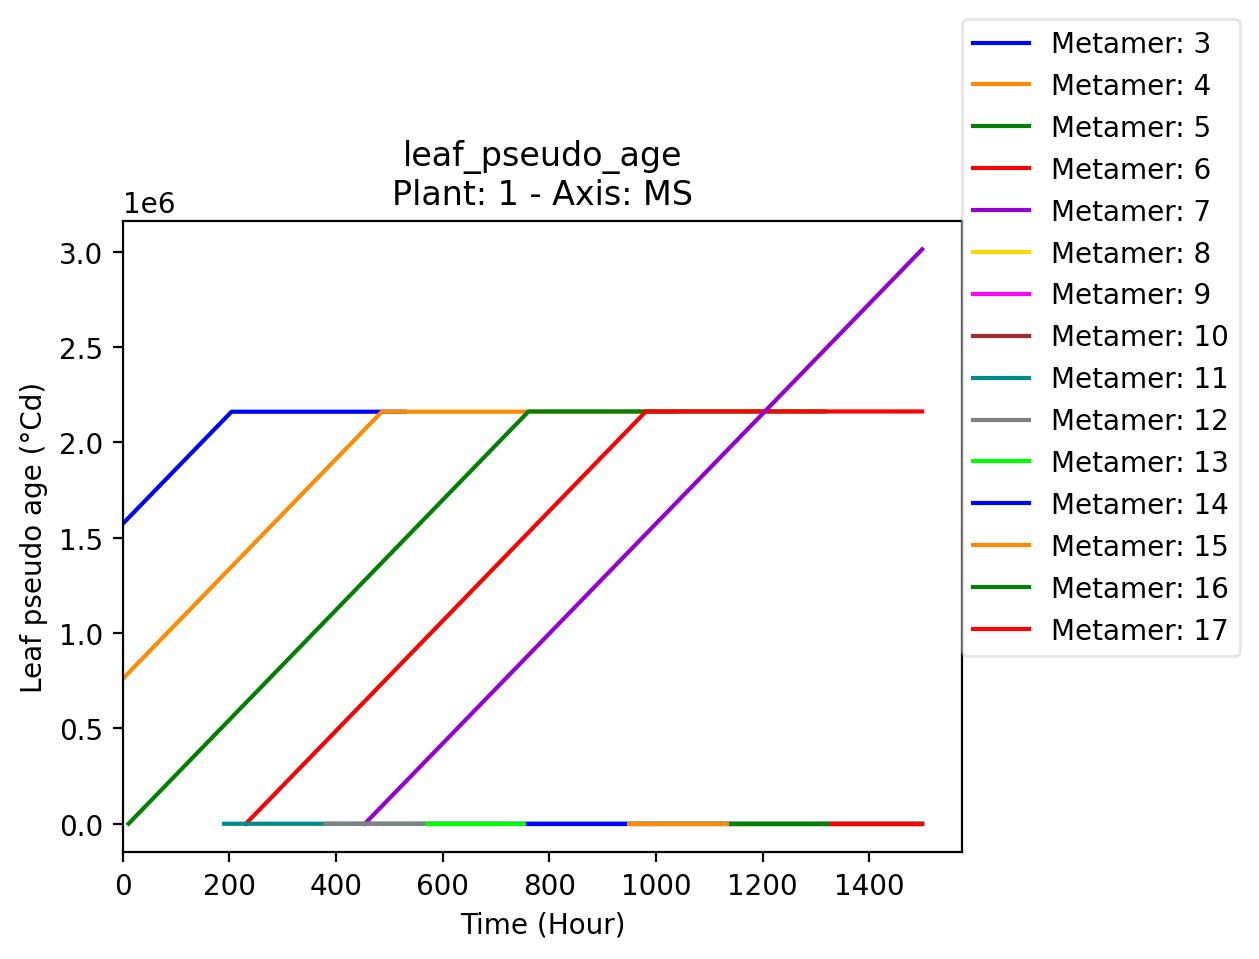 leaf_pseudo_age
Plant: 1 - Axis: MS
1e6
3.0
2.5
2.0
1.5
1.0
0.5
0.0
Leaf pseudo age (°Cd)
0 200 400 600 800 1000 1200 1400
Time (Hour)
Metamer: 3
Metamer: 4
Metamer: 5
Metamer: 6
Metamer: 7
Metamer: 8
Metamer: 9
Metamer: 10
Metamer: 11
Metamer: 12
Metamer: 13
Metamer: 14
Metamer: 15
Metamer: 16
Metamer: 17